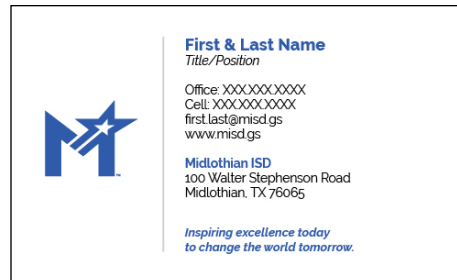 First & Last Name
Title/Position
Office: XXX.XXX.XXXX
Cell: XXX.XXX.XXXX
first.last@misd.gs
www.misd.gs
M
TM
Midlothian ISD
100 Walter Stephenson Road
Midlothian, TX 76065
Inspiring excellence today
to change the world tomorrow.